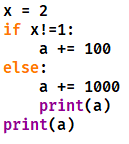 x = 2
if x!=1:
    a += 100
else:
    a += 1000
    print(a)
print(a)